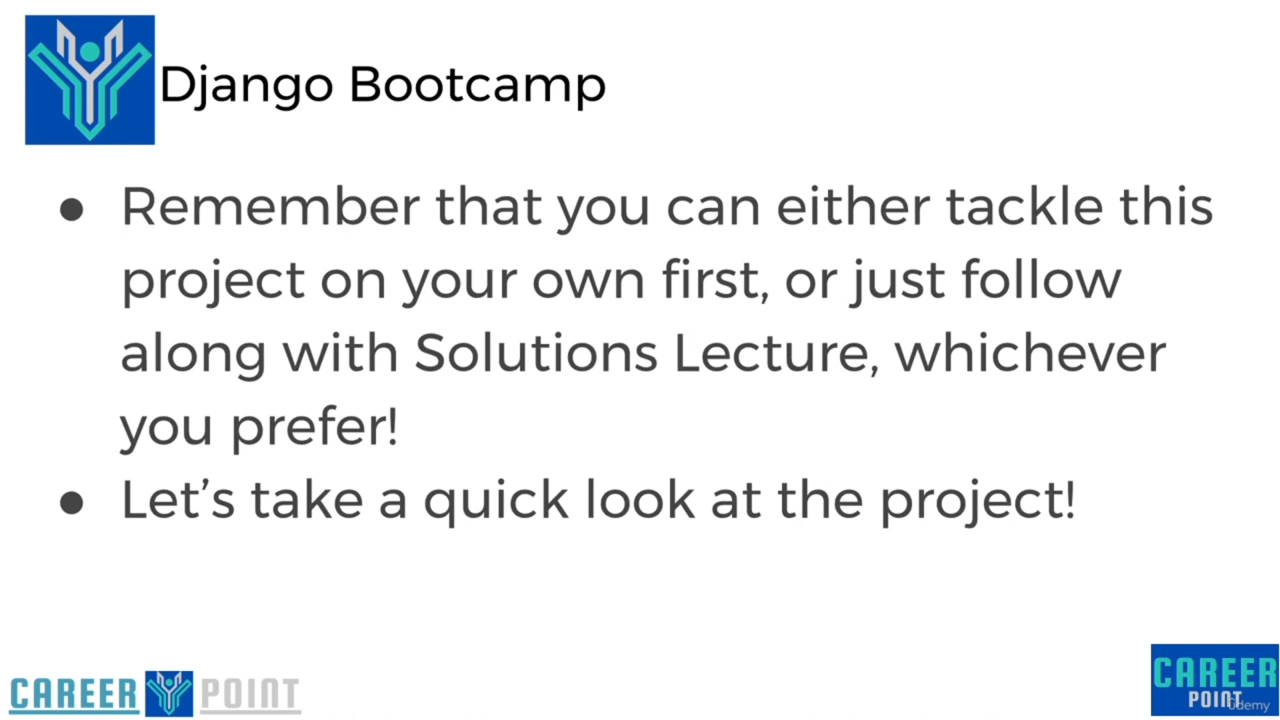 Django Bootcamp
● Remember that you can either tackle this
project on your own first, or just follow
along with Solutions Lecture, whichever
you prefer!
● Let’s take a quick look at the project!
CAREER POINT
CAREER
POINT
ûdemy